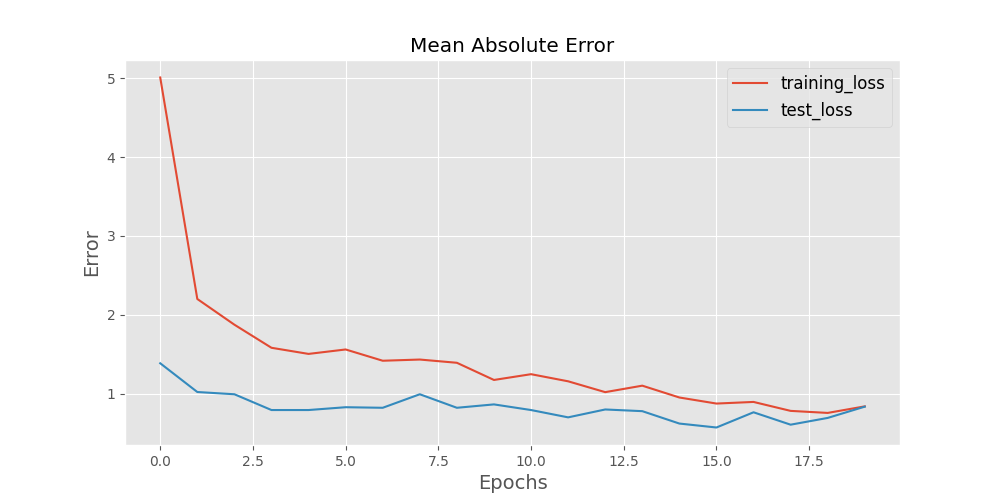 Mean Absolute Error
training_loss
test_loss
5
4
3
2
1
Error
0.0 2.5 5.0 7.5 10.0 12.5 15.0 17.5
Epochs